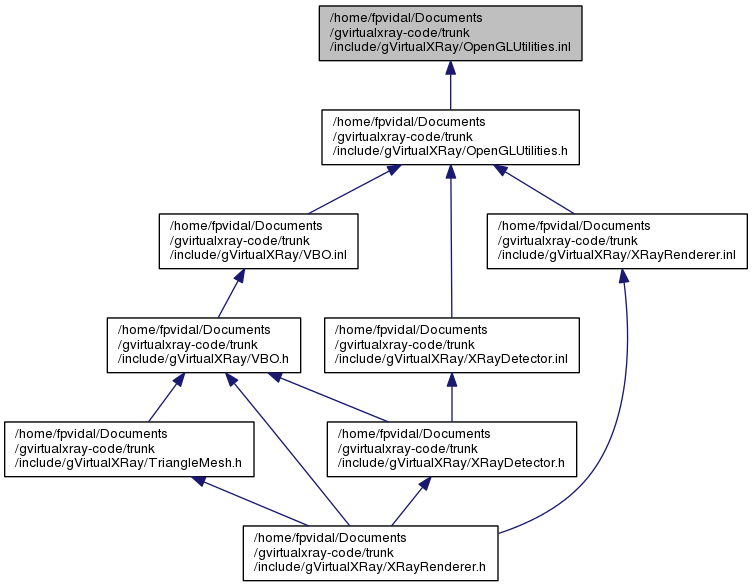 /home/fpvidal/Documents
/gvirtualxray-code/trunk
/include/gVirtualXRay/OpenGLUtilities.inl
/home/fpvidal/Documents
/gvirtualxray-code/trunk
/include/gVirtualXRay/OpenGLUtilities.h
/home/fpvidal/Documents
/gvirtualxray-code/trunk
/include/gVirtualXRay/VBO.inl
/home/fpvidal/Documents
/gvirtualxray-code/trunk
/include/gVirtualXRay/XRayRenderer.inl
/home/fpvidal/Documents
/gvirtualxray-code/trunk
/include/gVirtualXRay/VBO.h
/home/fpvidal/Documents
/gvirtualxray-code/trunk
/include/gVirtualXRay/XRayDetector.inl
/home/fpvidal/Documents
/gvirtualxray-code/trunk
/include/gVirtualXRay/TriangleMesh.h
/home/fpvidal/Documents
/gvirtualxray-code/trunk
/include/gVirtualXRay/XRayDetector.h
/home/fpvidal/Documents
/gvirtualxray-code/trunk
/include/gVirtualXRay/XRayRenderer.h